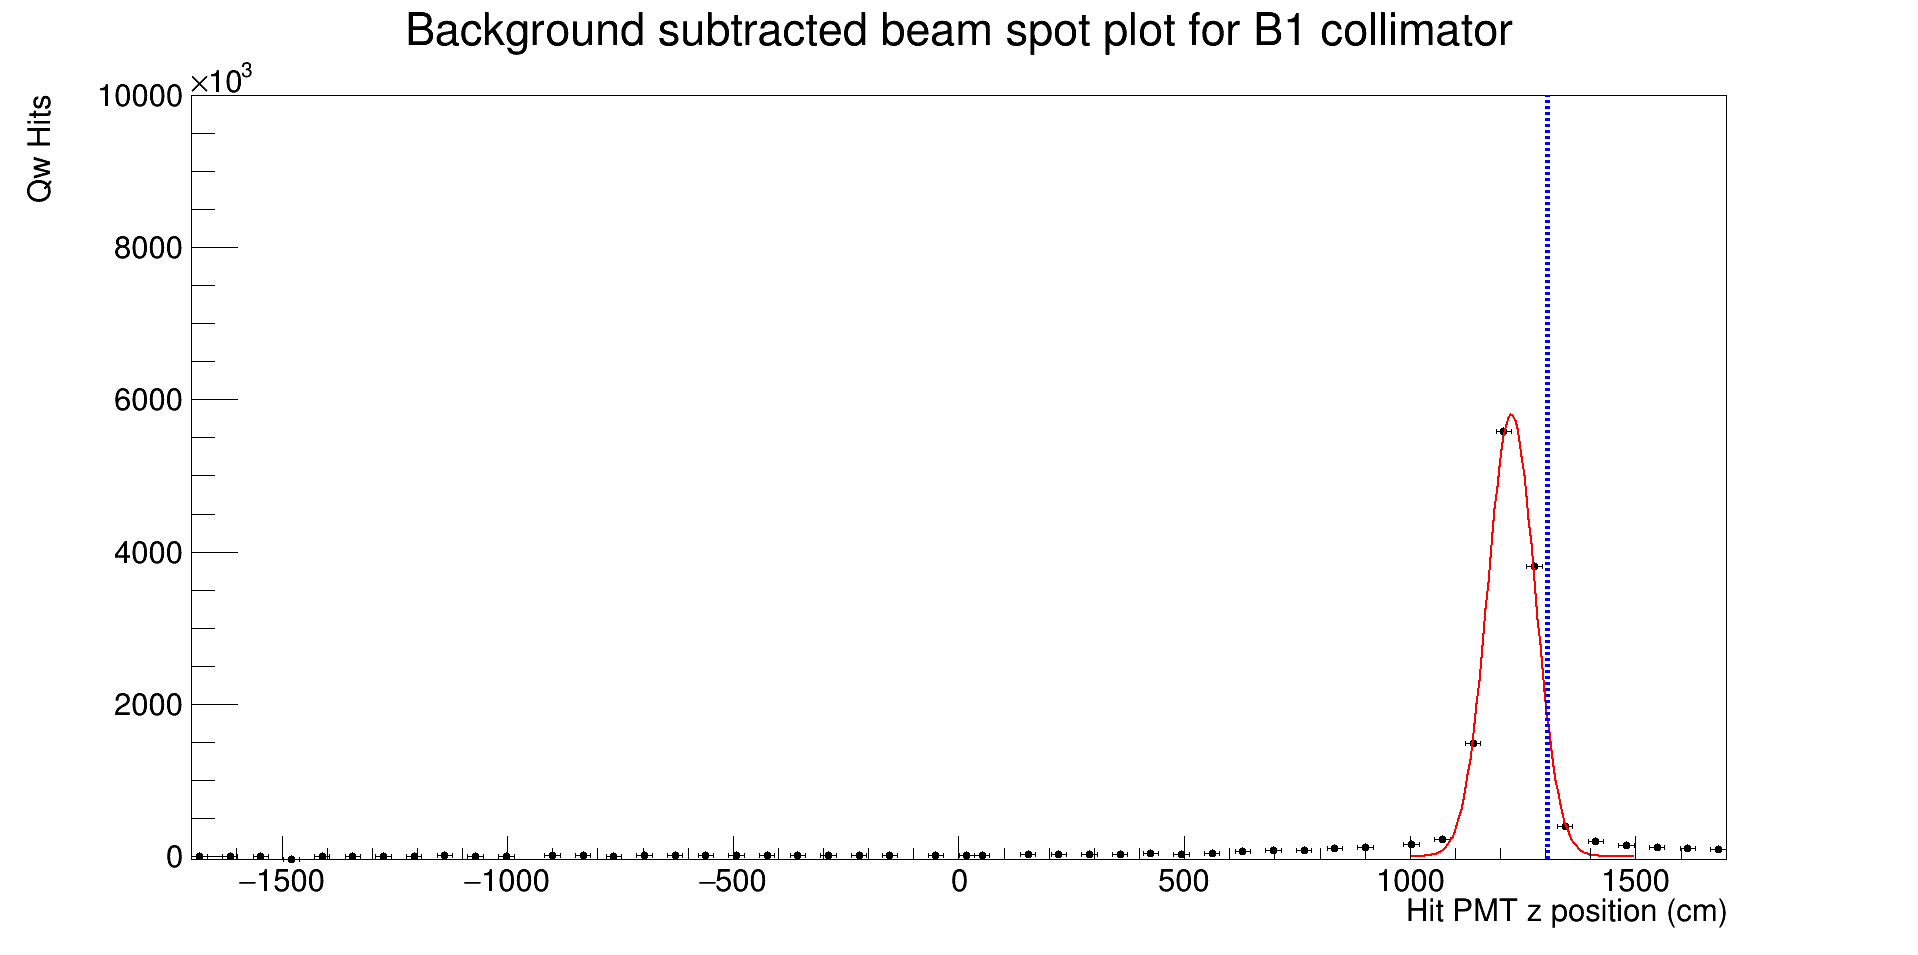 Background subtracted beam spot plot for B1 collimator
×10³
Qw Hits
10000
8000
6000
4000
2000
0
−1500 −1000 −500 0 500 1000 1500
Hit PMT z position (cm)